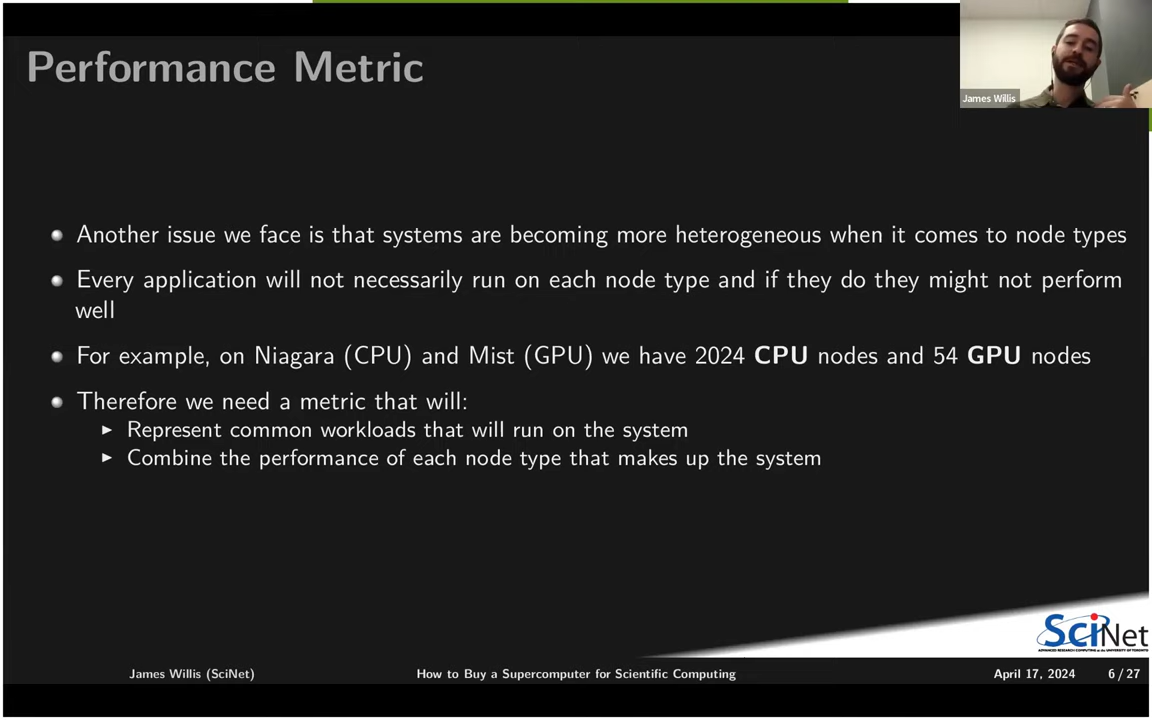 Performance Metric
James Willis
Another issue we face is that systems are becoming more heterogeneous when it comes to node types
Every application will not necessarily run on each node type and if they do they might not perform
well
For example, on Niagara (CPU) and Mist (GPU) we have 2024 CPU nodes and 54 GPU nodes
Therefore we need a metric that will:
Represent common workloads that will run on the system
Combine the performance of each node type that makes up the system
SciNet
ADVANCED RESEARCH COMPUTING at the UNIVERSITY OF TORONTO
James Willis (SciNet)
How to Buy a Supercomputer for Scientific Computing
April 17, 2024
6 / 27